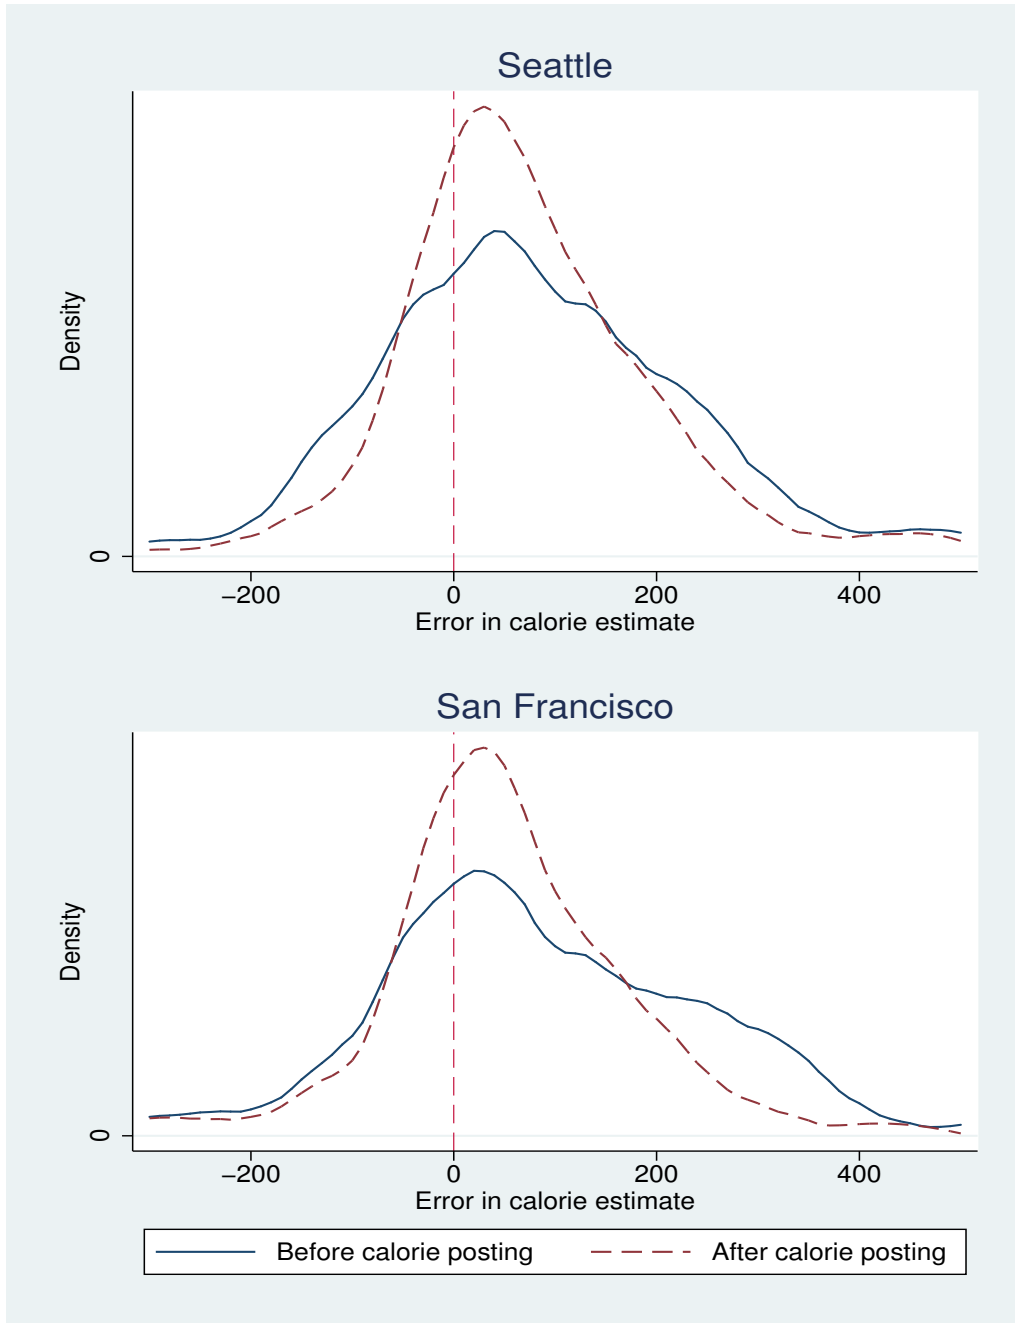 Seattle
Density
0
−200 0 200 400
Error in calorie estimate
San Francisco
Density
0
−200 0 200 400
Error in calorie estimate
Before calorie posting After calorie posting